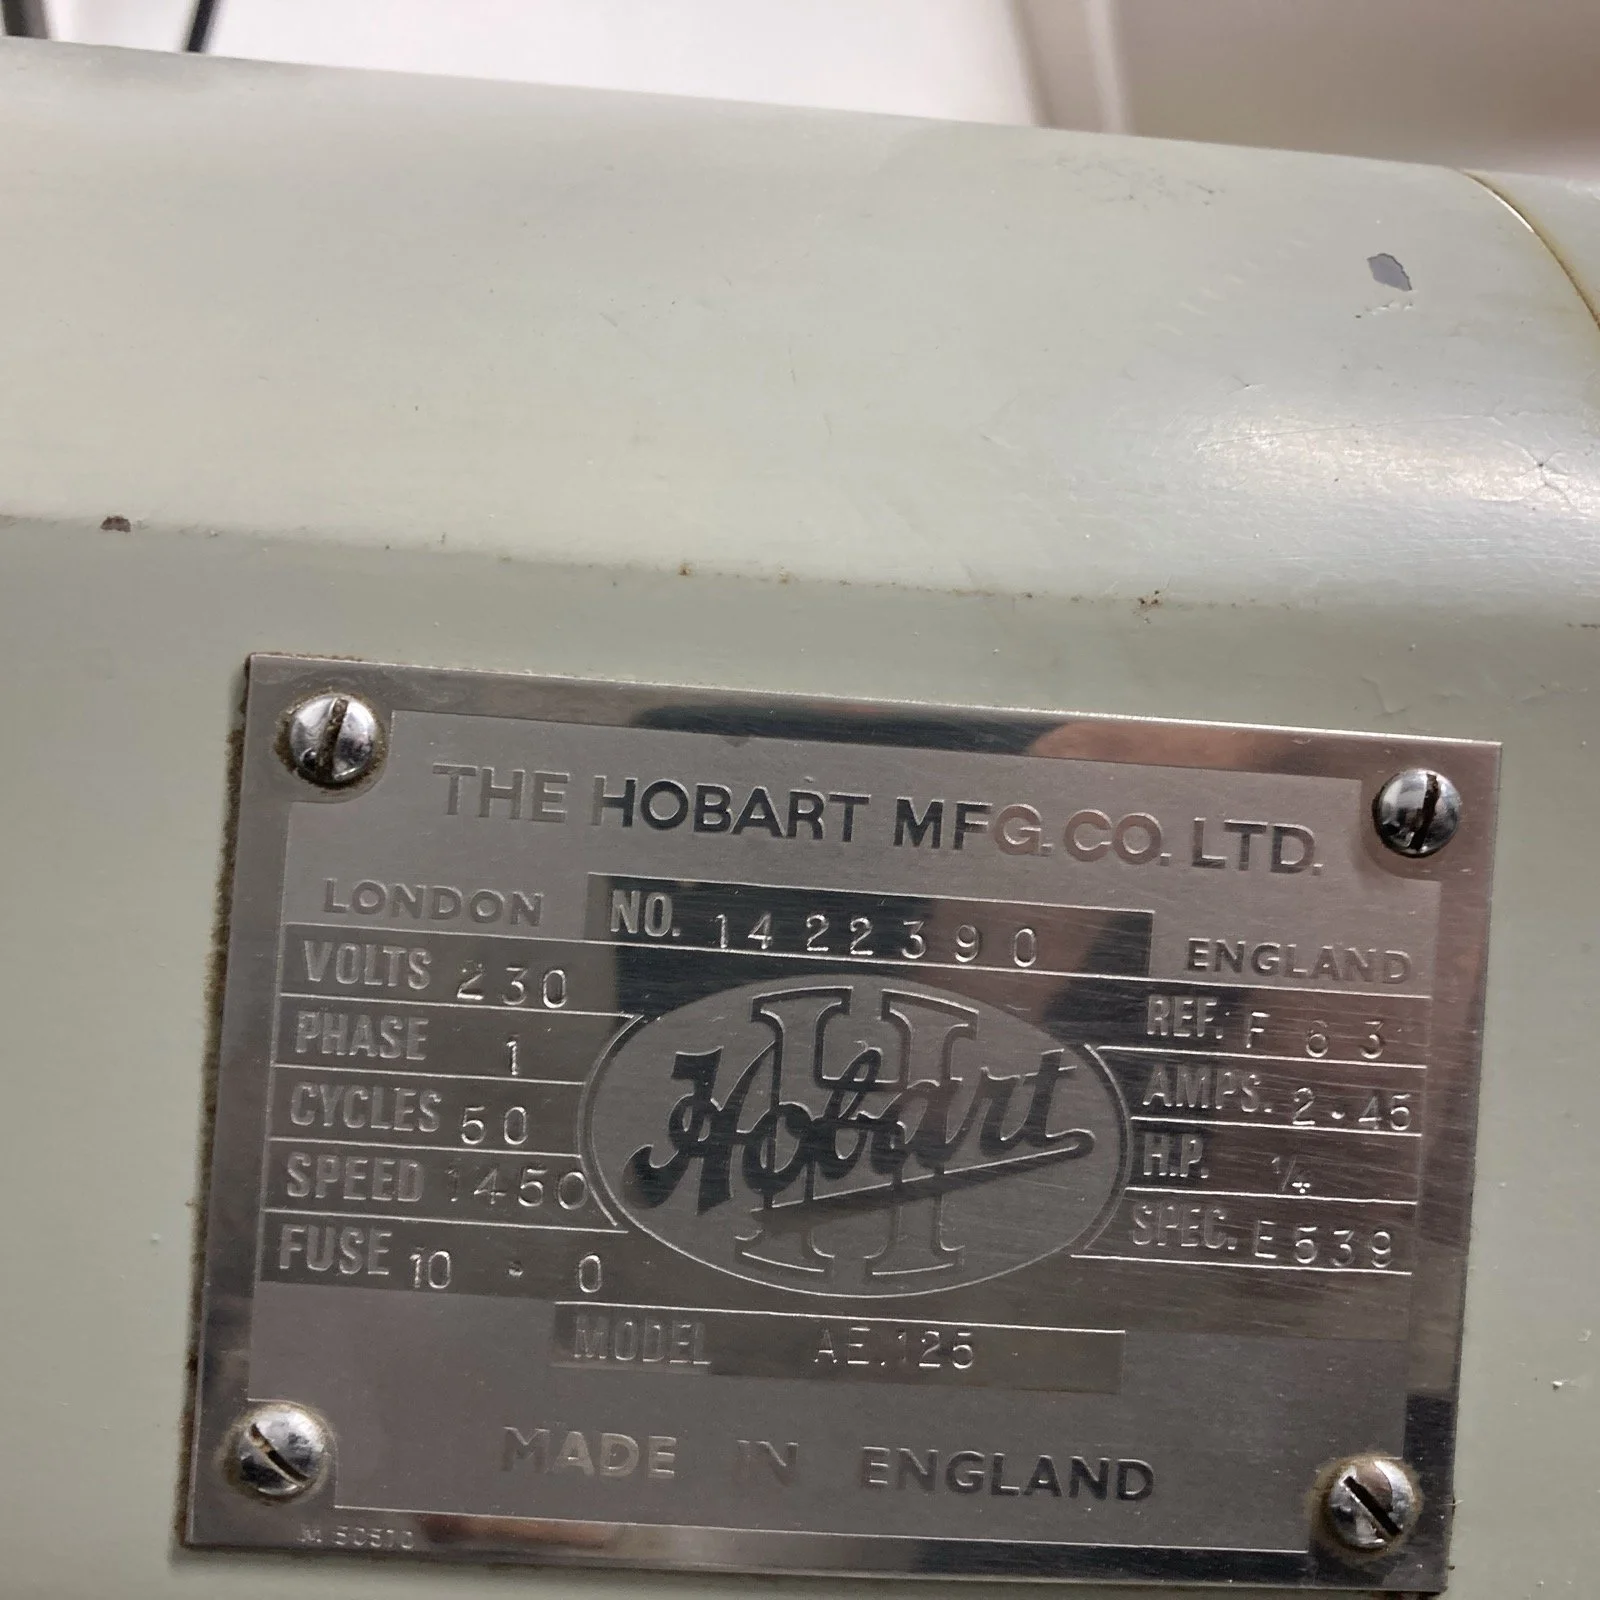 THE HOBART MFG. CO. LTD.
LONDON NO. 1422390 ENGLAND
VOLTS 230
PHASE 1
CYCLES 50
SPEED 1450
FUSE 10 - 0
H
Hobart
REF. F 63
AMPS. 2.45
H.P. 1/4
SPEC. E539
MODEL AE.125
MADE IN ENGLAND
M 50570